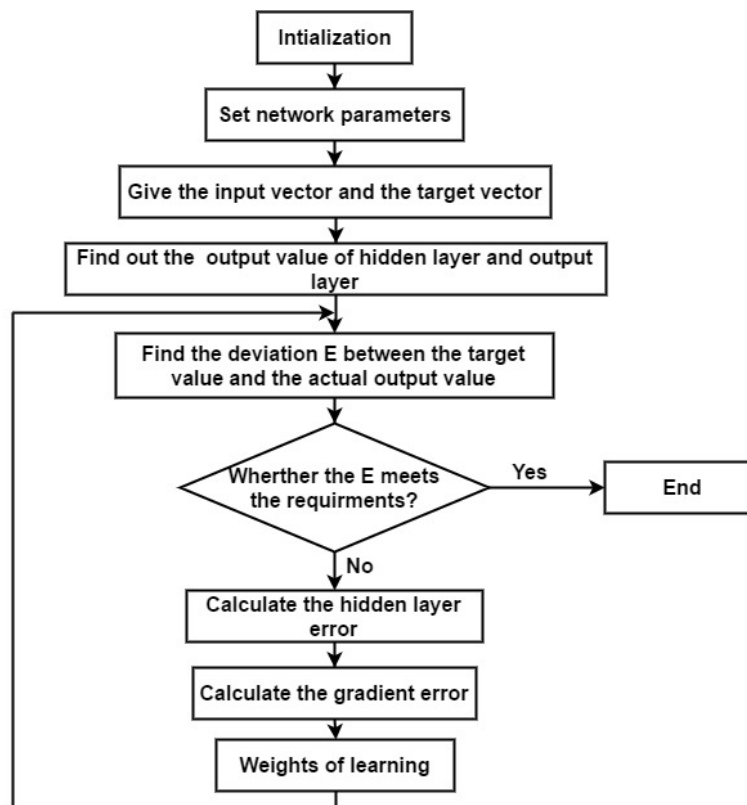 Intialization
Set network parameters
Give the input vector and the target vector
Find out the output value of hidden layer and output
layer
Find the deviation E between the target
value and the actual output value
Wherther the E meets
the requirments?
Yes
End
No
Calculate the hidden layer
error
Calculate the gradient error
Weights of learning